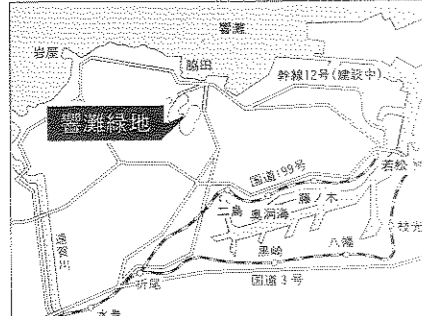 響灘
岩屋
脇田
幹線12号(建設中)
響灘緑地
国道199号
若松
藤ノ木
二島
奥洞海
枝光
遠賀川
八幡
黒崎
折尾
国道3号
水巻